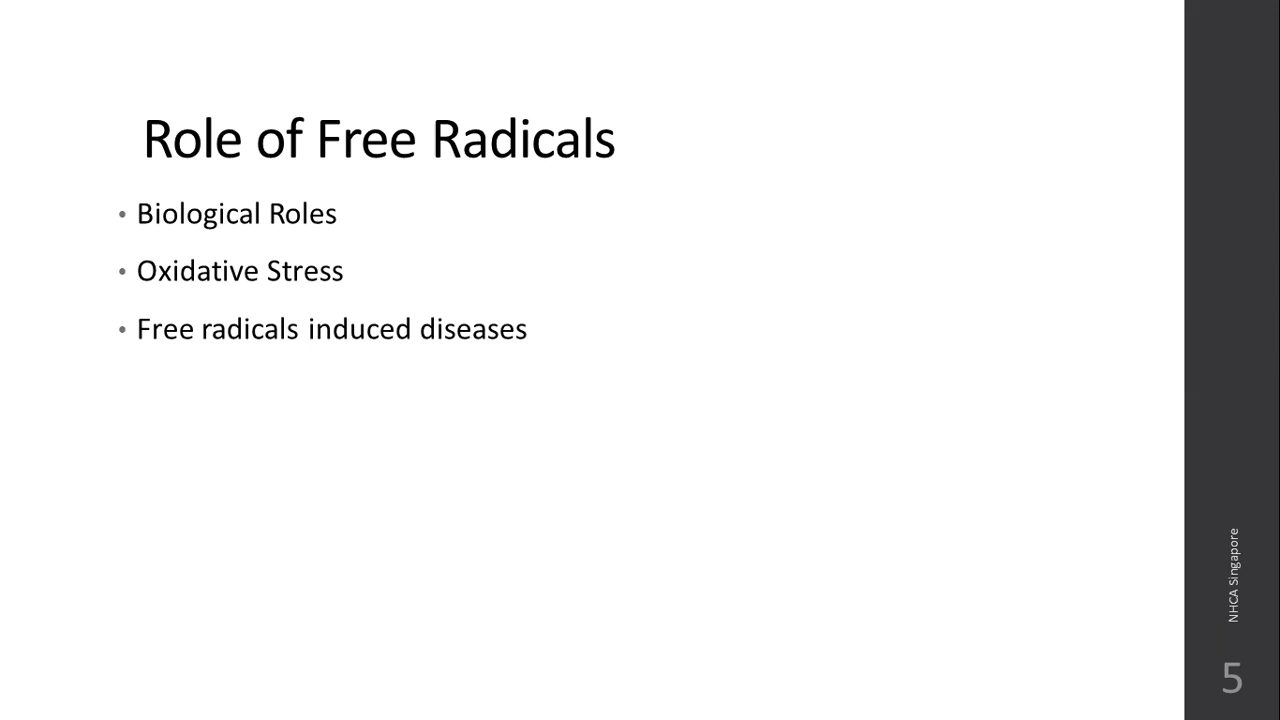 Role of Free Radicals
• Biological Roles
• Oxidative Stress
• Free radicals induced diseases
NHCA Singapore
5